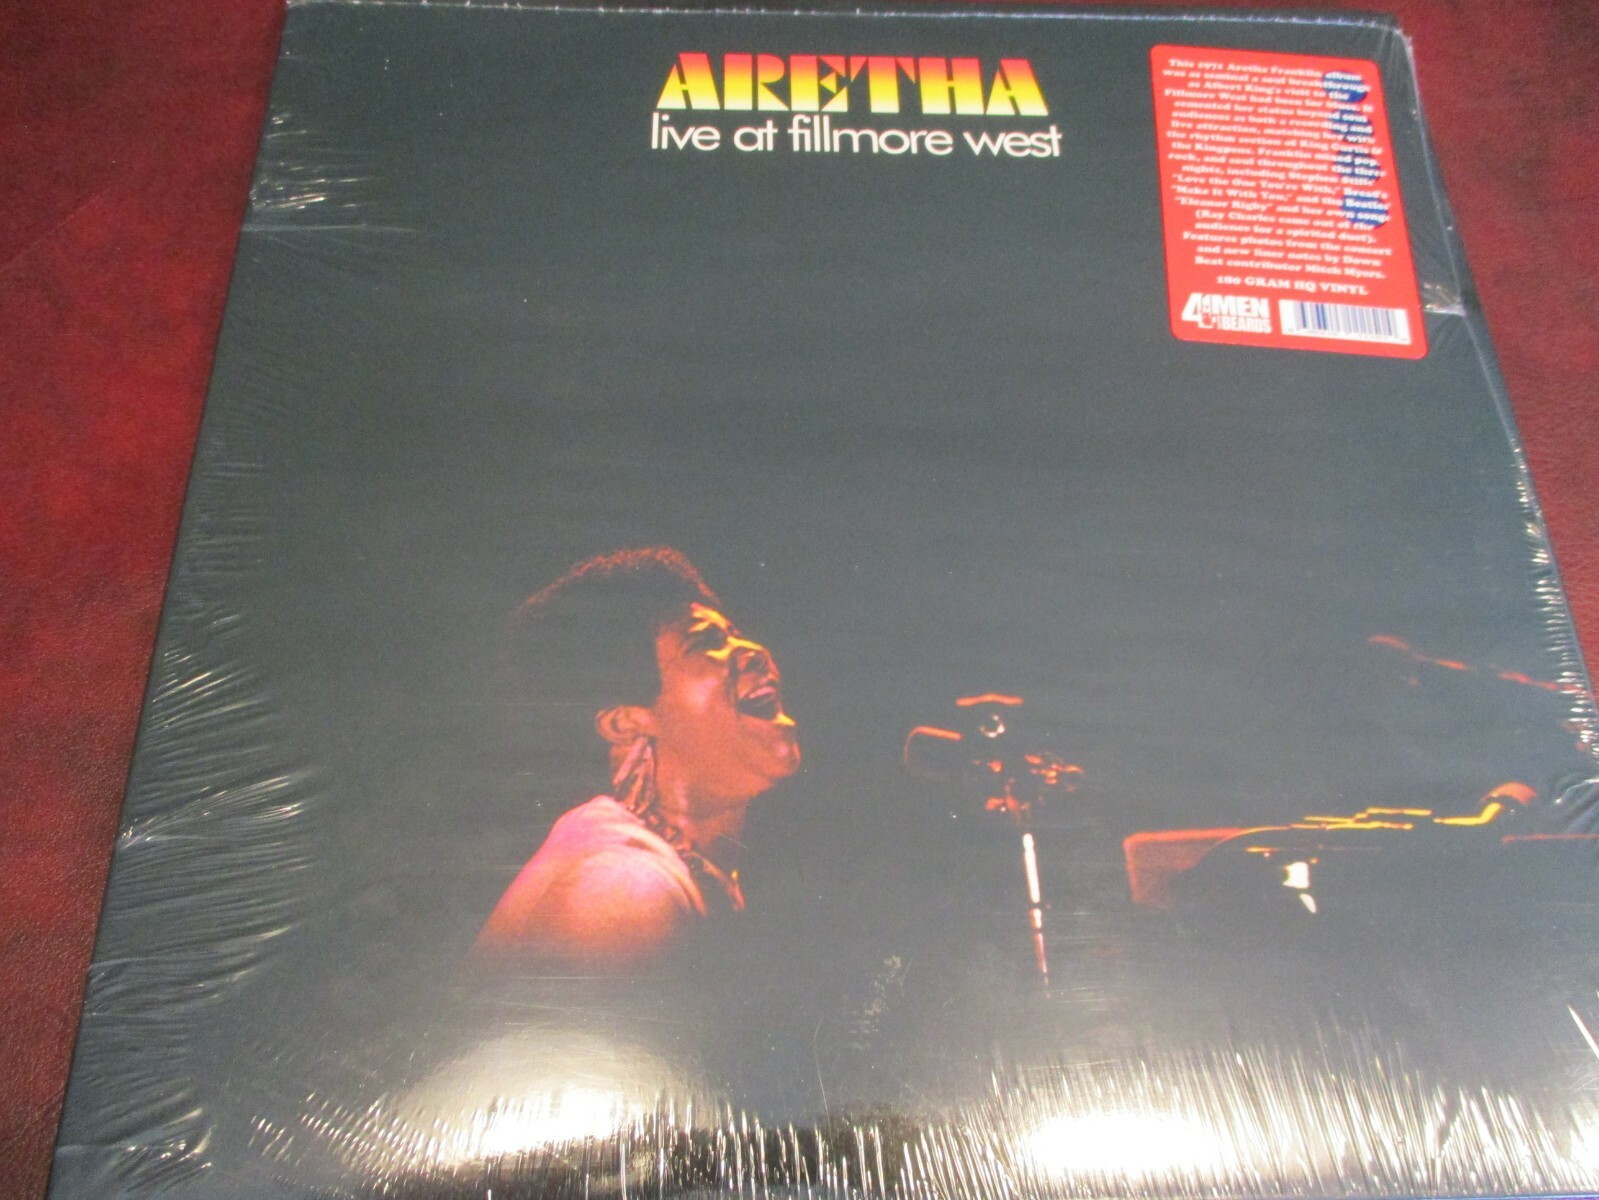 ARETHA
live at fillmore west
This 1971 Aretha Franklin album
was as seminal a soul breakthrough
as Albert King's visit to the
Fillmore West had been for blues. It
cemented her status beyond soul
audiences as both a recording and
live attraction, matching her with
the rhythm section of King Curtis &
the Kingpins. Franklin mixed pop,
rock, and soul throughout the three
nights, including Stephen Stills'
"Love the One You're With," Bread's
"Make It With You," and the Beatles'
"Eleanor Rigby" and her own songs
(Ray Charles came out of the
audience for a spirited duet).
Features photos from the concert
and new liner notes by Down
Beat contributor Mitch Myers.
180 GRAM HQ VINYL
4 MEN
BEARDS